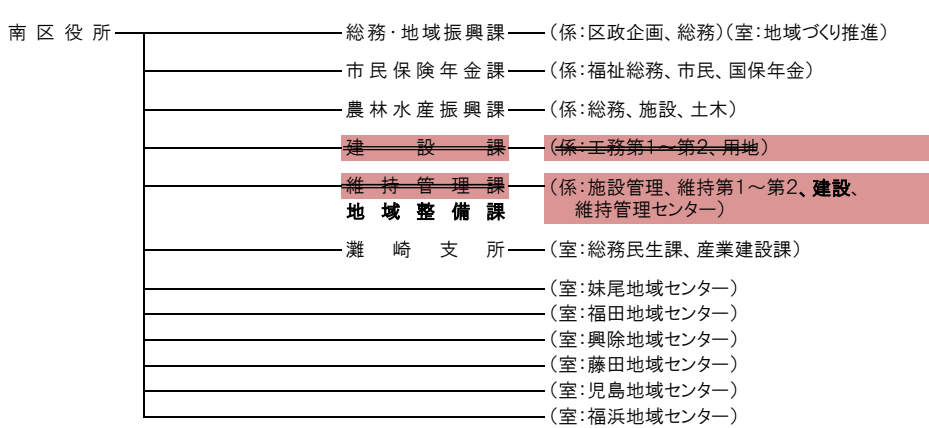 南区役所 総務・地域振興課 (係:区政企画、総務)(室:地域づくり推進)
市民保険年金課 (係:福祉総務、市民、国保年金)
農林水産振興課 (係:総務、施設、土木)
建設課 (係:工務第1～第2、用地)
維持管理課 (係:施設管理、維持第1～第2、建設、
地域整備課 維持管理センター)
灘崎支所 (室:総務民生課、産業建設課)
(室:妹尾地域センター)
(室:福田地域センター)
(室:興除地域センター)
(室:藤田地域センター)
(室:児島地域センター)
(室:福浜地域センター)